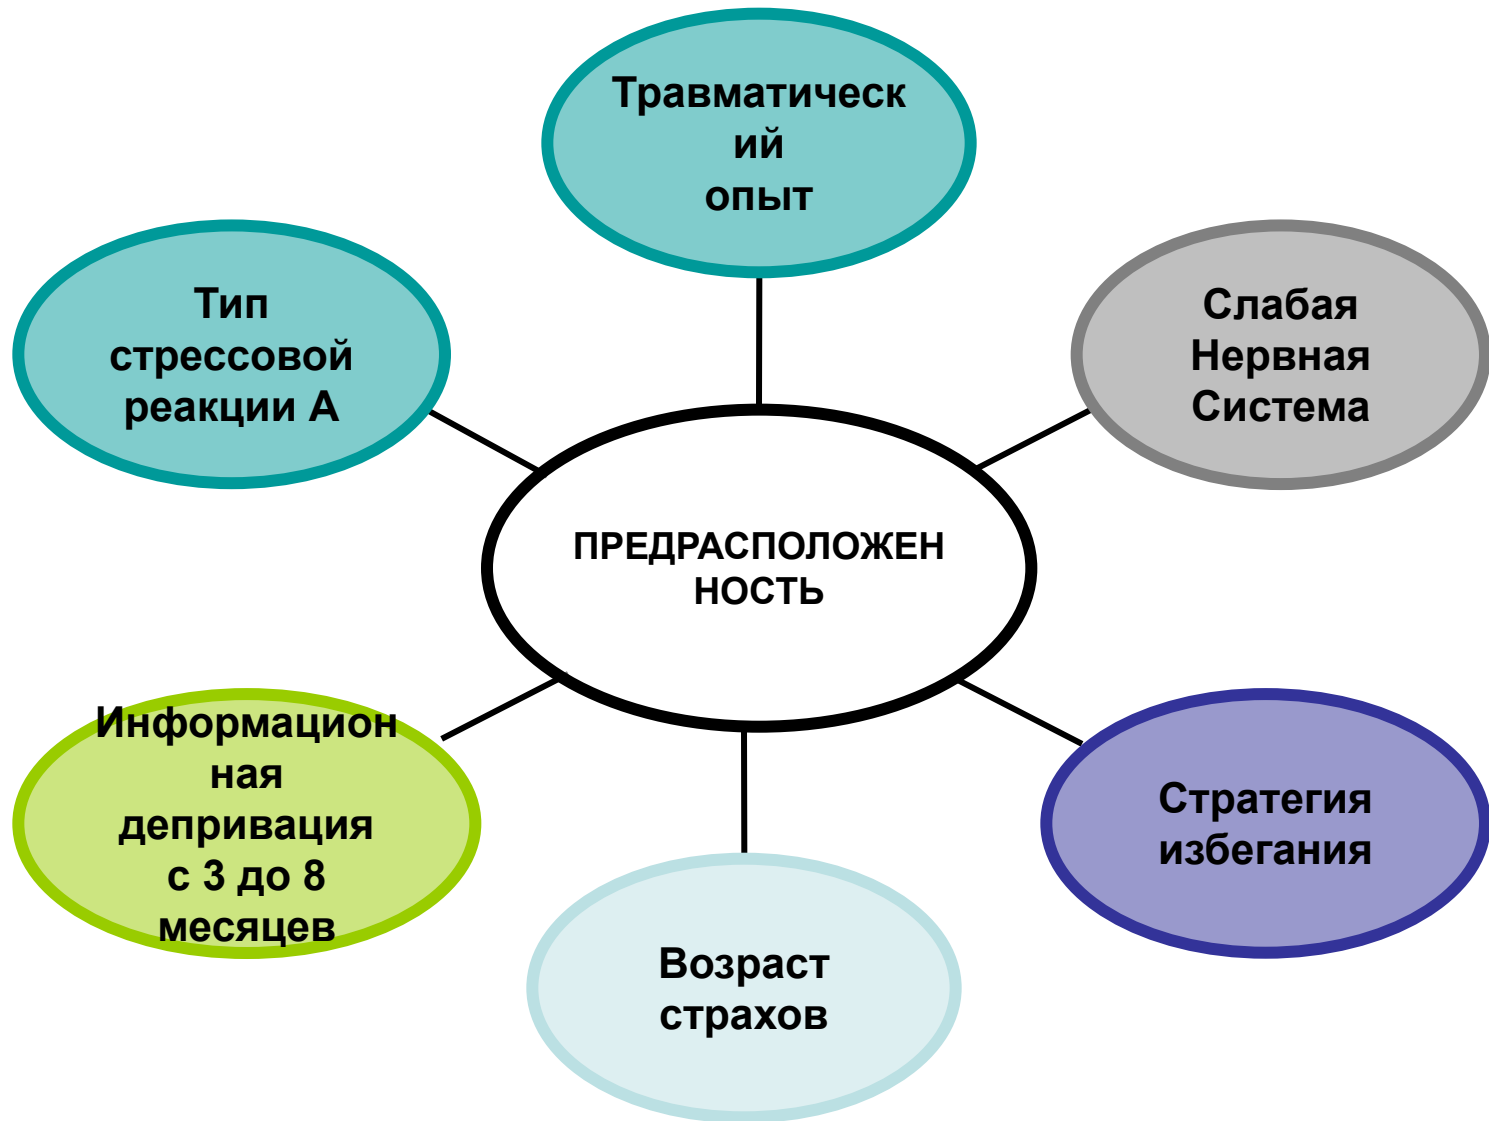 Травматическ
ий
опыт
Тип
стрессовой
реакции А
Слабая
Нервная
Система
ПРЕДРАСПОЛОЖЕН
НОСТЬ
Информацион
ная
депривация
с 3 до 8
месяцев
Стратегия
избегания
Возраст
страхов